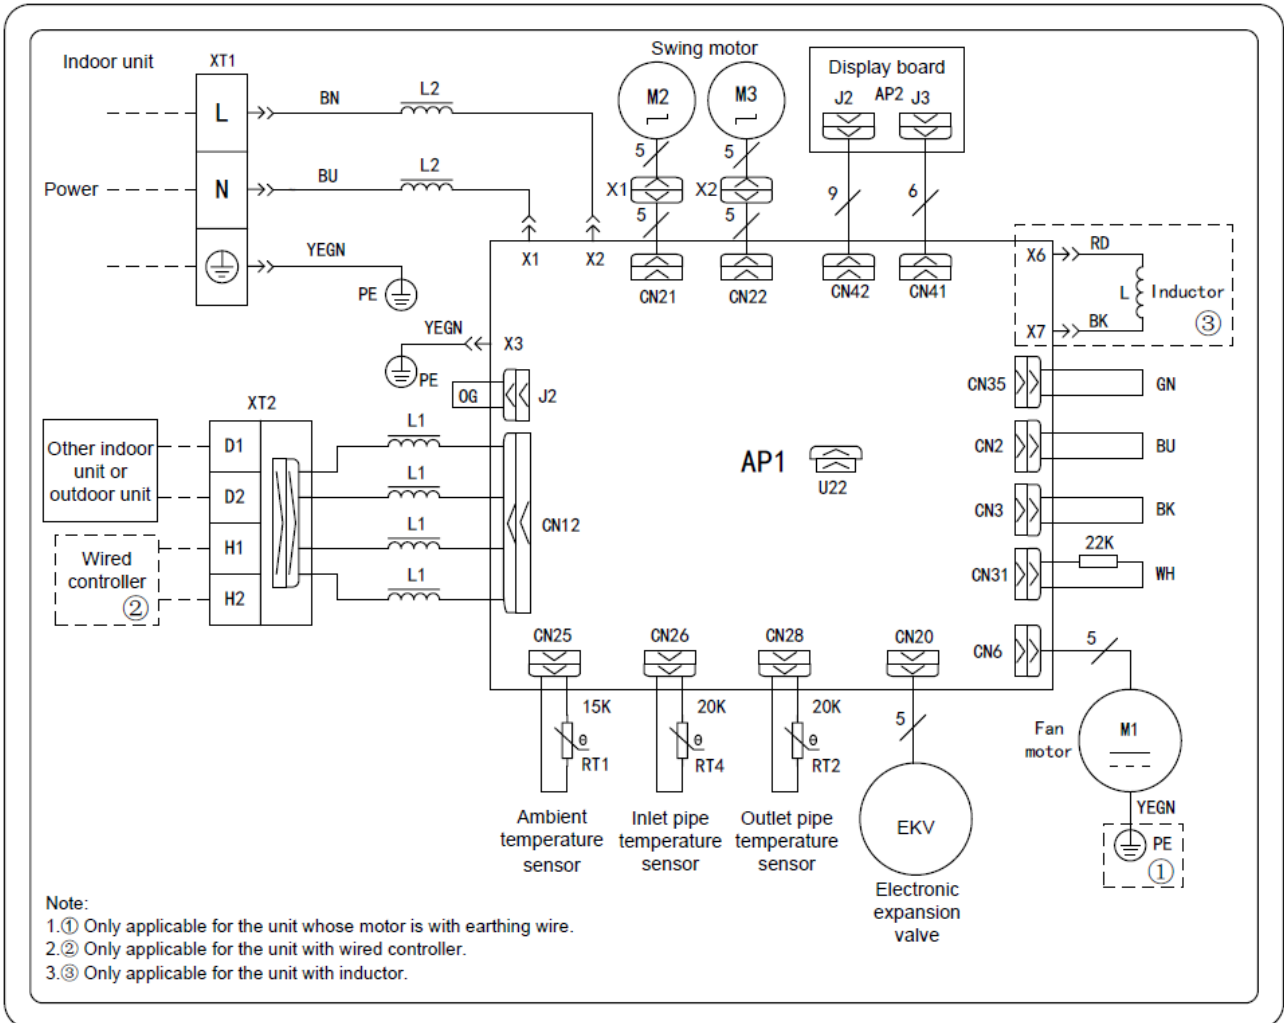 Indoor unit
XT1
Swing motor
Display board
J2 AP2 J3
L
BN
L2
M2
M3
5
5
Power
N
BU
L2
X1
X2
9
6
5
5
YEGN
PE
X1
X2
CN21
CN22
CN42
CN41
X6
RD
L Inductor
③
X7
BK
YEGN
X3
PE
OG
J2
CN35
GN
XT2
Other indoor
unit or
outdoor unit
D1
L1
D2
L1
CN12
AP1
U22
CN2
BU
CN3
BK
Wired
controller
②
H1
L1
H2
L1
22K
CN31
WH
CN25
CN26
CN28
CN20
CN6
5
15K
20K
20K
5
θ
θ
θ
RT1
RT4
RT2
Fan
motor
M1
Ambient
temperature
sensor
Inlet pipe
temperature
sensor
Outlet pipe
temperature
sensor
EKV
Electronic
expansion
valve
YEGN
PE
①
Note:
1.① Only applicable for the unit whose motor is with earthing wire.
2.② Only applicable for the unit with wired controller.
3.③ Only applicable for the unit with inductor.